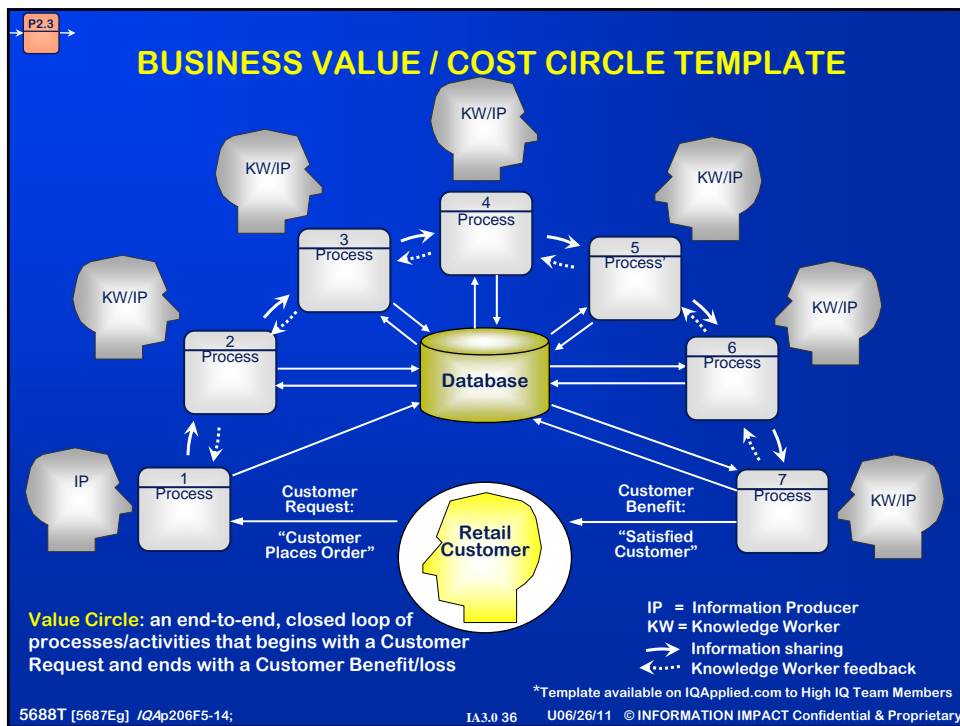 P2.3
BUSINESS VALUE / COST CIRCLE TEMPLATE
KW/IP
KW/IP
KW/IP
KW/IP
KW/IP
IP
KW/IP
4
Process
3
Process
5
Process'
2
Process
6
Process
1
Process
7
Process
Database
Customer
Request:
"Customer
Places Order"
Retail
Customer
Customer
Benefit:
"Satisfied
Customer"
Value Circle: an end-to-end, closed loop of
processes/activities that begins with a Customer
Request and ends with a Customer Benefit/loss
IP = Information Producer
KW = Knowledge Worker
Information sharing
Knowledge Worker feedback
*Template available on IQApplied.com to High IQ Team Members
5688T [5687Eg] IQAp206F5-14;
IA3.0 36
U06/26/11 © INFORMATION IMPACT Confidential & Proprietary